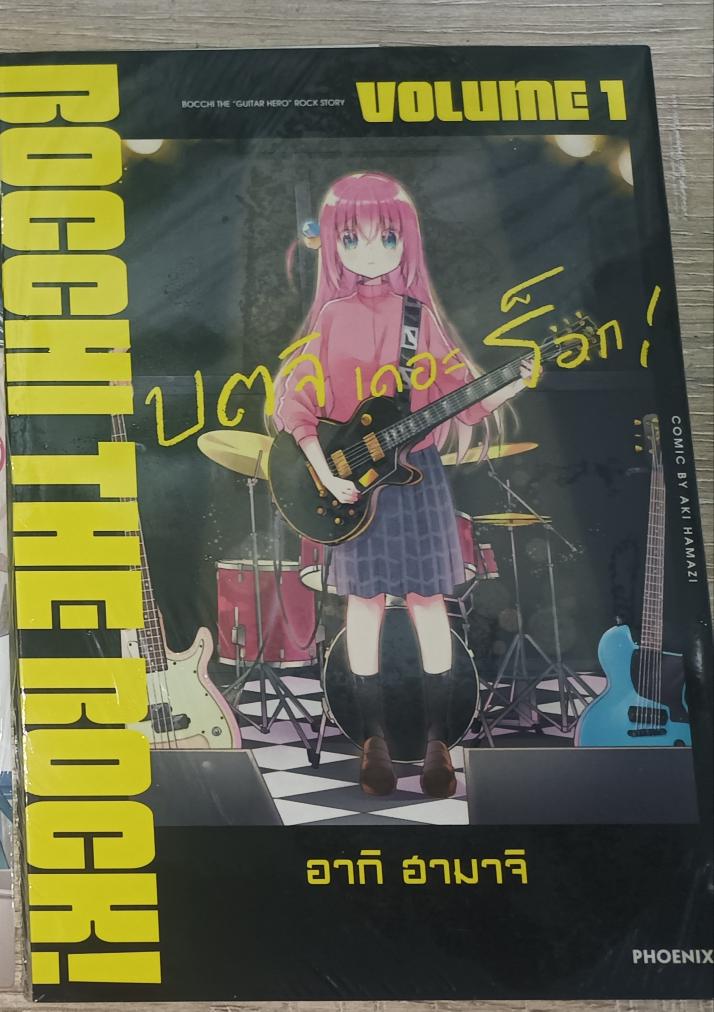 BOCCHI THE "GUITAR HERO" ROCK STORY
VOLUME 1
BOCCHI THE ROCK!
บตจิ เดอะ ร็อก!
COMIC BY AKI HAMAZI
อากิ ฮามาจิ
PHOENIX